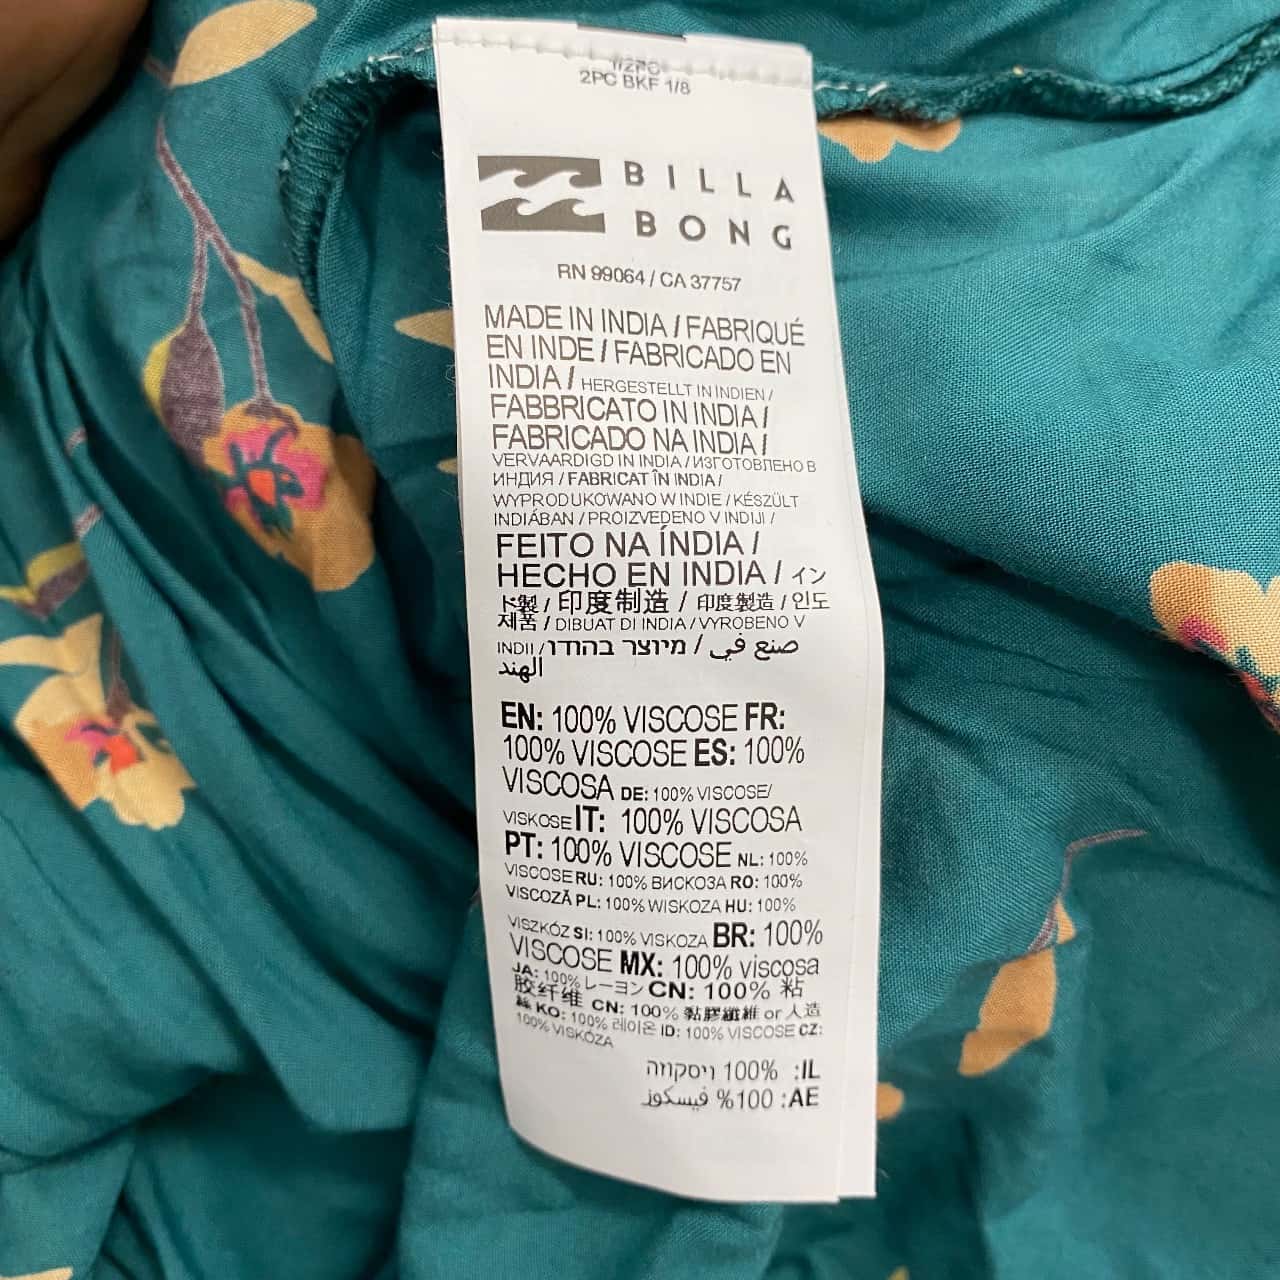 2PC BKF 1/8
BILLA
BONG
RN 99064 / CA 37757
MADE IN INDIA / FABRIQUÉ
EN INDE / FABRICADO EN
INDIA / HERGESTELLT IN INDIEN /
FABBRICATO IN INDIA /
FABRICADO NA INDIA /
VERVAARDIGD IN INDIA / ИЗГОТОВЛЕНО В
ИНДИЯ / FABRICAT ÎN INDIA /
WYPRODUKOWANO W INDIE / KÉSZÜLT
INDIÁBAN / PROIZVEDENO V INDIJI /
FEITO NA ÍNDIA /
HECHO EN INDIA / イン
ド製 / 印度制造 / 印度製造 / 인도
제품 / DIBUAT DI INDIA / VYROBENO V
INDII / מיוצר בהודו / صنع في
الهند
EN: 100% VISCOSE FR:
100% VISCOSE ES: 100%
VISCOSA DE: 100% VISCOSE/
VISKOSE IT: 100% VISCOSA
PT: 100% VISCOSE NL: 100%
VISCOSE RU: 100% ВИСКОЗА RO: 100%
VISCOZĂ PL: 100% WISKOZA HU: 100%
VISZKÓZ SI: 100% VISKOZA BR: 100%
VISCOSE MX: 100% viscosa
JA: 100% レーヨン CN: 100% 粘
胶纤维 CN: 100% 黏膠纖維 or 人造
絲 KO: 100% 레이온 ID: 100% VISCOSE CZ:
100% VISKÓZA
IL: 100% ויסקוזה
AE: 100% فيسكوز